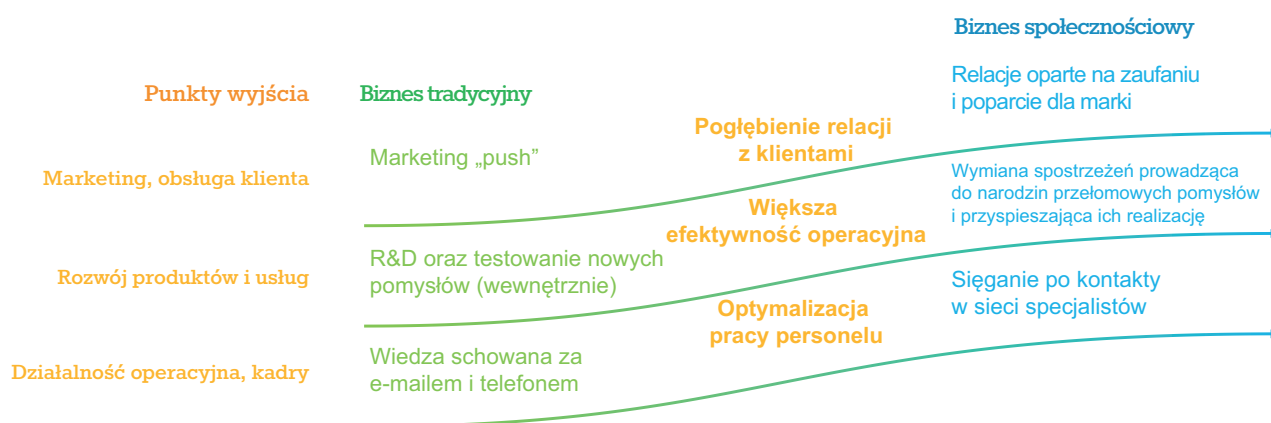 Biznes społecznościowy
Punkty wyjścia
Biznes tradycyjny
Relacje oparte na zaufaniu
i poparcie dla marki
Marketing, obsługa klienta
Marketing „push”
Pogłębienie relacji
z klientami
Wymiana spostrzeżeń prowadząca
do narodzin przełomowych pomysłów
i przyspieszająca ich realizację
Rozwój produktów i usług
R&D oraz testowanie nowych
pomysłów (wewnętrznie)
Większa
efektywność operacyjna
Sięganie po kontakty
w sieci specjalistów
Działalność operacyjna, kadry
Wiedza schowana za
e-mailem i telefonem
Optymalizacja
pracy personelu